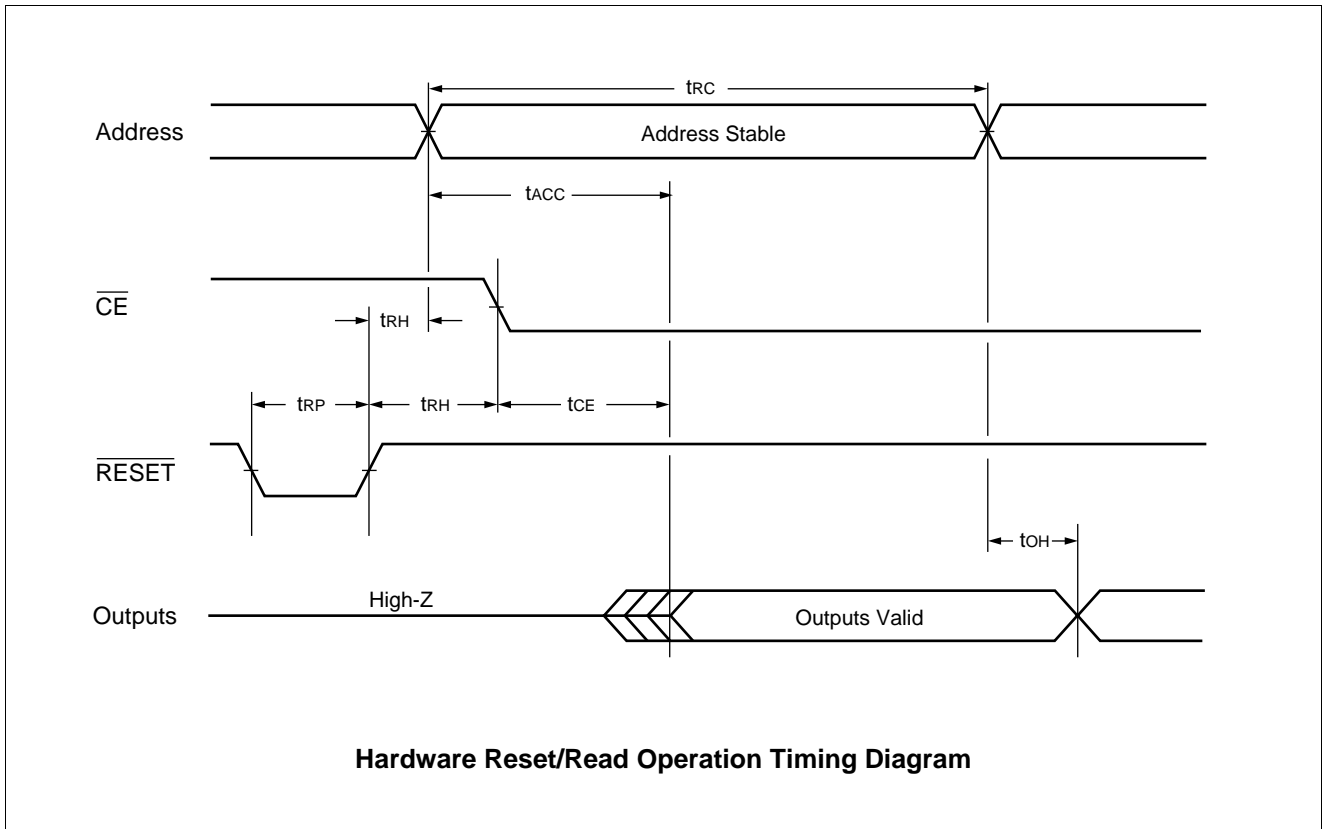 tRC
Address
Address Stable
tACC
CE
tRH
tRP
tRH
tCE
RESET
tOH
High-Z
Outputs
Outputs Valid
Hardware Reset/Read Operation Timing Diagram